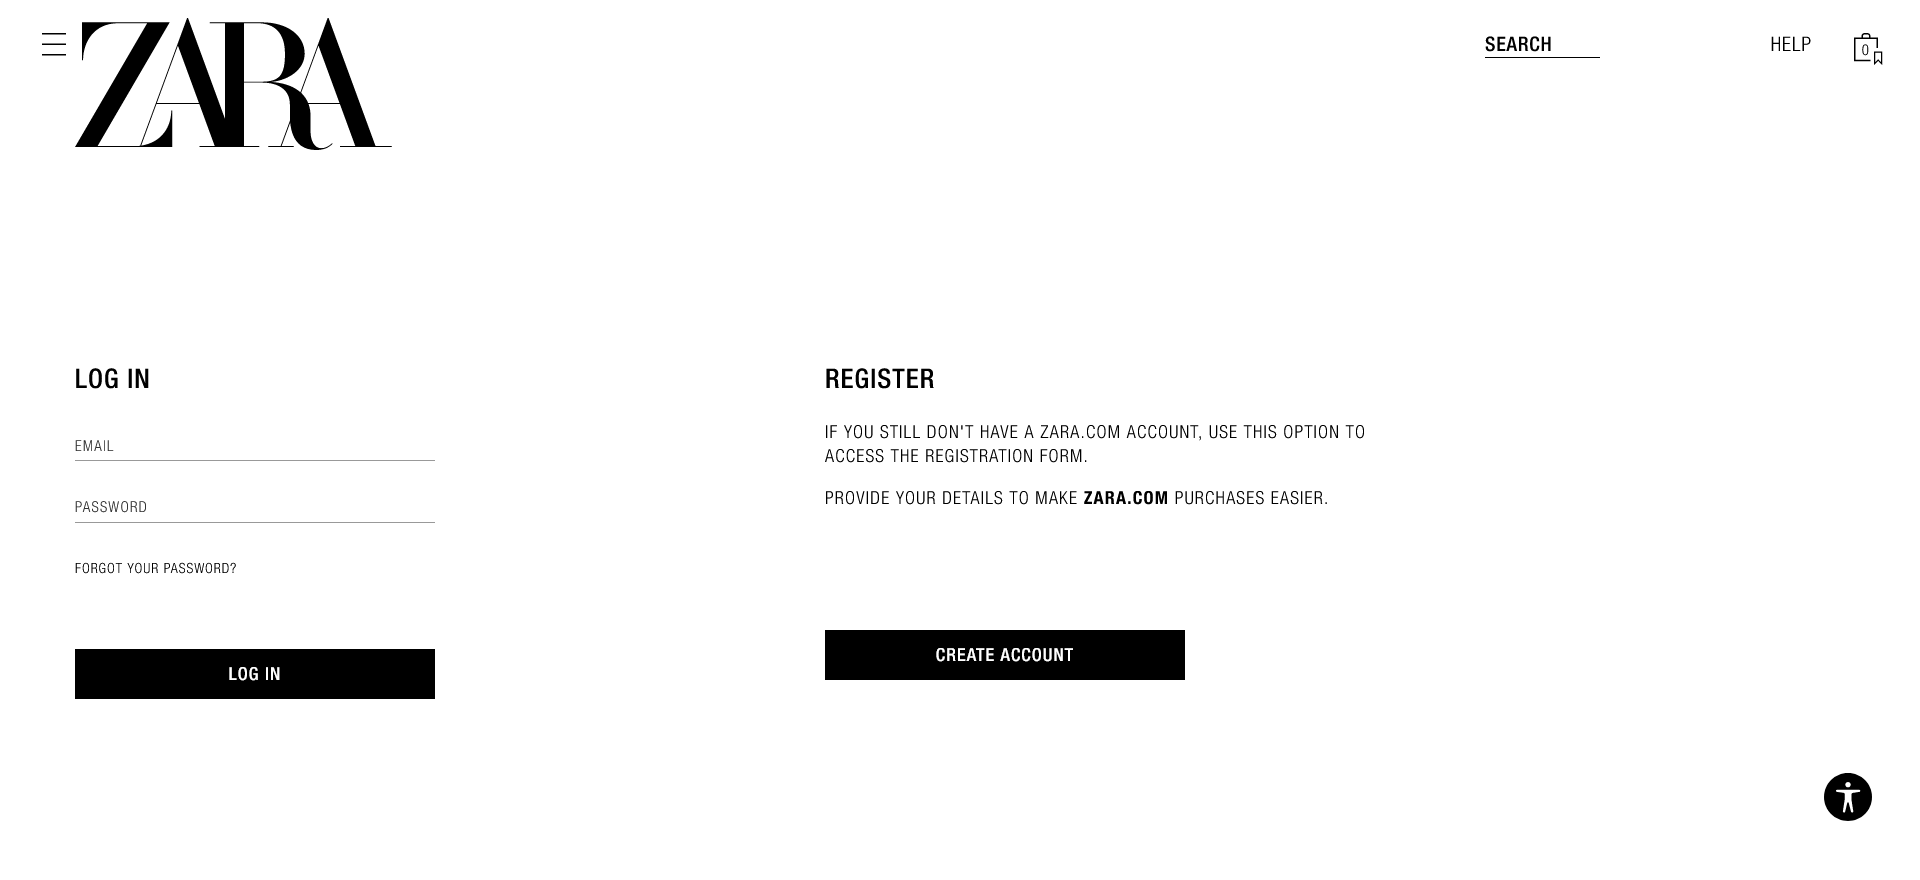 ZARA
SEARCH
HELP
0
LOG IN
EMAIL
PASSWORD
FORGOT YOUR PASSWORD?
LOG IN
REGISTER
IF YOU STILL DON'T HAVE A ZARA.COM ACCOUNT, USE THIS OPTION TO
ACCESS THE REGISTRATION FORM.
PROVIDE YOUR DETAILS TO MAKE ZARA.COM PURCHASES EASIER.
CREATE ACCOUNT